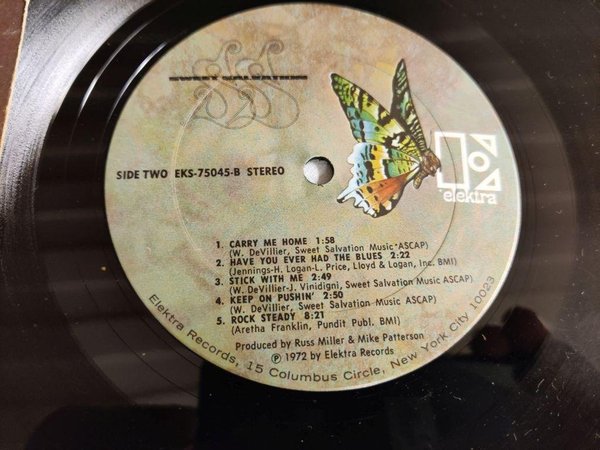 SS
SWEET SALVATION
SIDE TWO EKS-75045-B STEREO
elektra
1. CARRY ME HOME 1:58
(W. DeVillier, Sweet Salvation Music ASCAP)
2. HAVE YOU EVER HAD THE BLUES 2:22
(Jennings-H. Logan-L. Price, Lloyd & Logan, Inc. BMI)
3. STICK WITH ME 2:49
(W. DeVillier-J. Vinidigni, Sweet Salvation Music ASCAP)
4. KEEP ON PUSHIN' 2:50
(W. DeVillier, Sweet Salvation Music ASCAP)
5. ROCK STEADY 8:21
(Aretha Franklin, Pundit Publ. BMI)
Produced by Russ Miller & Mike Patterson
℗ 1972 by Elektra Records
Elektra Records, 15 Columbus Circle, New York City 10023